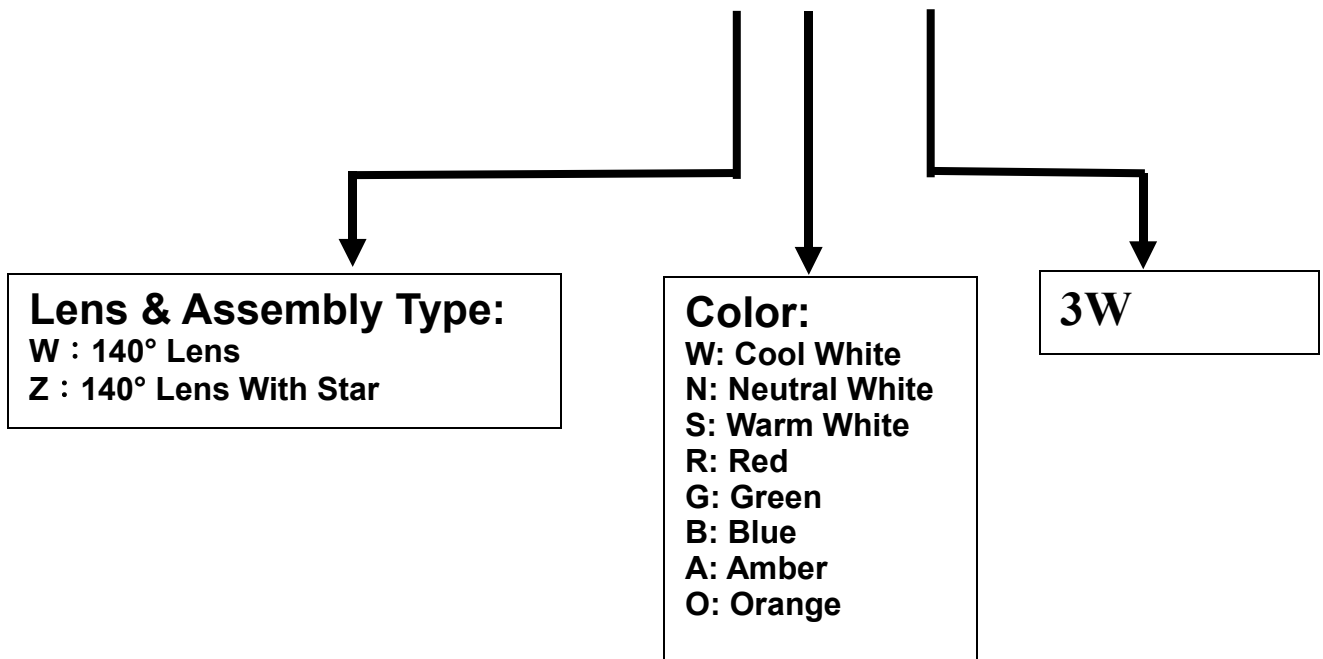 Lens & Assembly Type:
W：140° Lens
Z：140° Lens With Star
Color:
W: Cool White
N: Neutral White
S: Warm White
R: Red
G: Green
B: Blue
A: Amber
O: Orange
3W